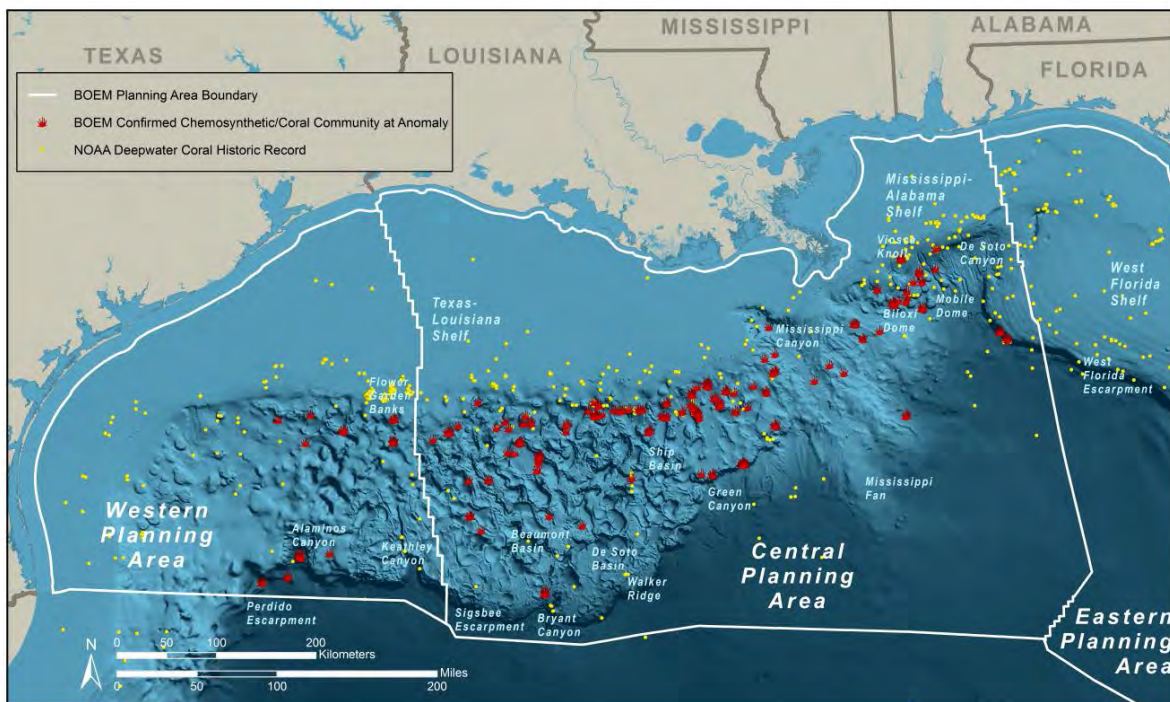 TEXAS
LOUISIANA
MISSISSIPPI
ALABAMA
FLORIDA
BOEM Planning Area Boundary
BOEM Confirmed Chemosynthetic/Coral Community at Anomaly
NOAA Deepwater Coral Historic Record
Mississippi-
Alabama
Shelf
Viosca
Knoll
De Soto
Canyon
West
Florida
Shelf
Texas-
Louisiana
Shelf
Mobile
Dome
Biloxi
Dome
Mississippi
Canyon
West
Florida
Escarpment
Flower
Garden
Banks
Ship
Basin
Green
Canyon
Mississippi
Fan
Western
Planning
Area
Alaminos
Canyon
Keathley
Canyon
Beaumont
Basin
De Soto
Basin
Walker
Ridge
Central
Planning
Area
Perdido
Escarpment
Sigsbee
Escarpment
Bryant
Canyon
Eastern
Planning
Area
N
0 50 100 200
Kilometers
Miles
0 50 100 200